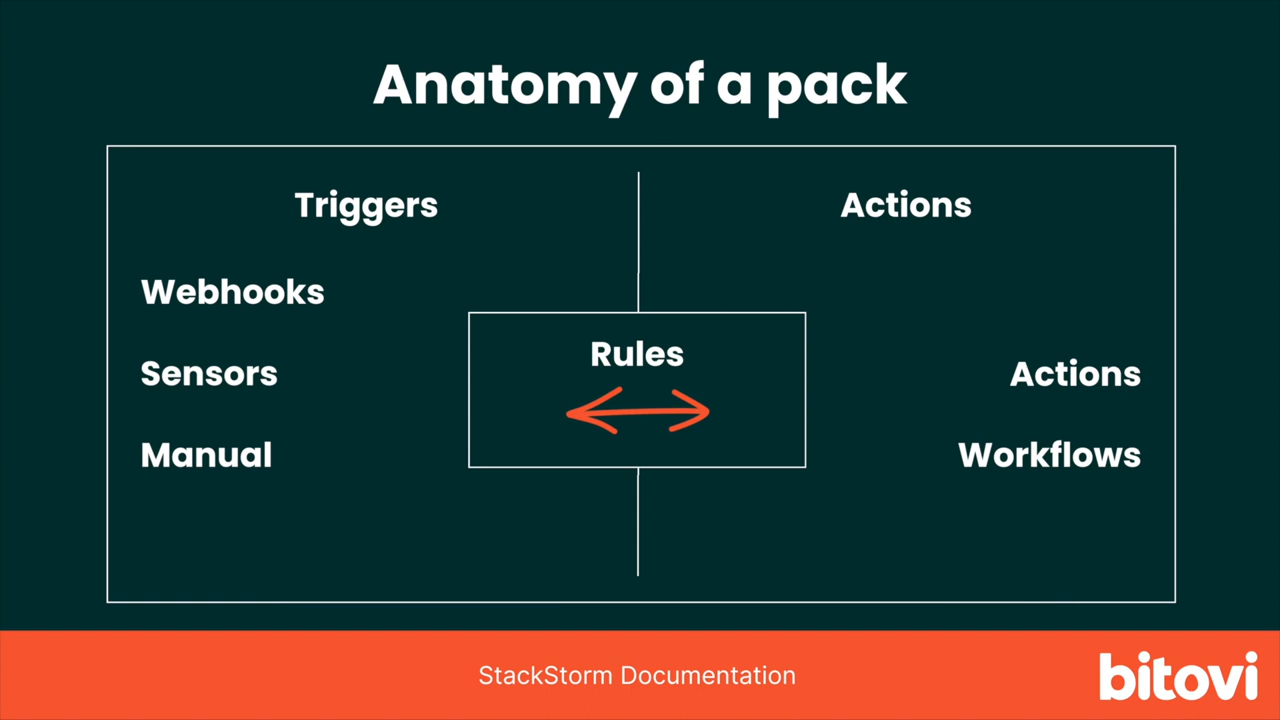 Anatomy of a pack
Triggers
Actions
Webhooks
Sensors
Manual
Rules
Actions
Workflows
StackStorm Documentation
bitovi